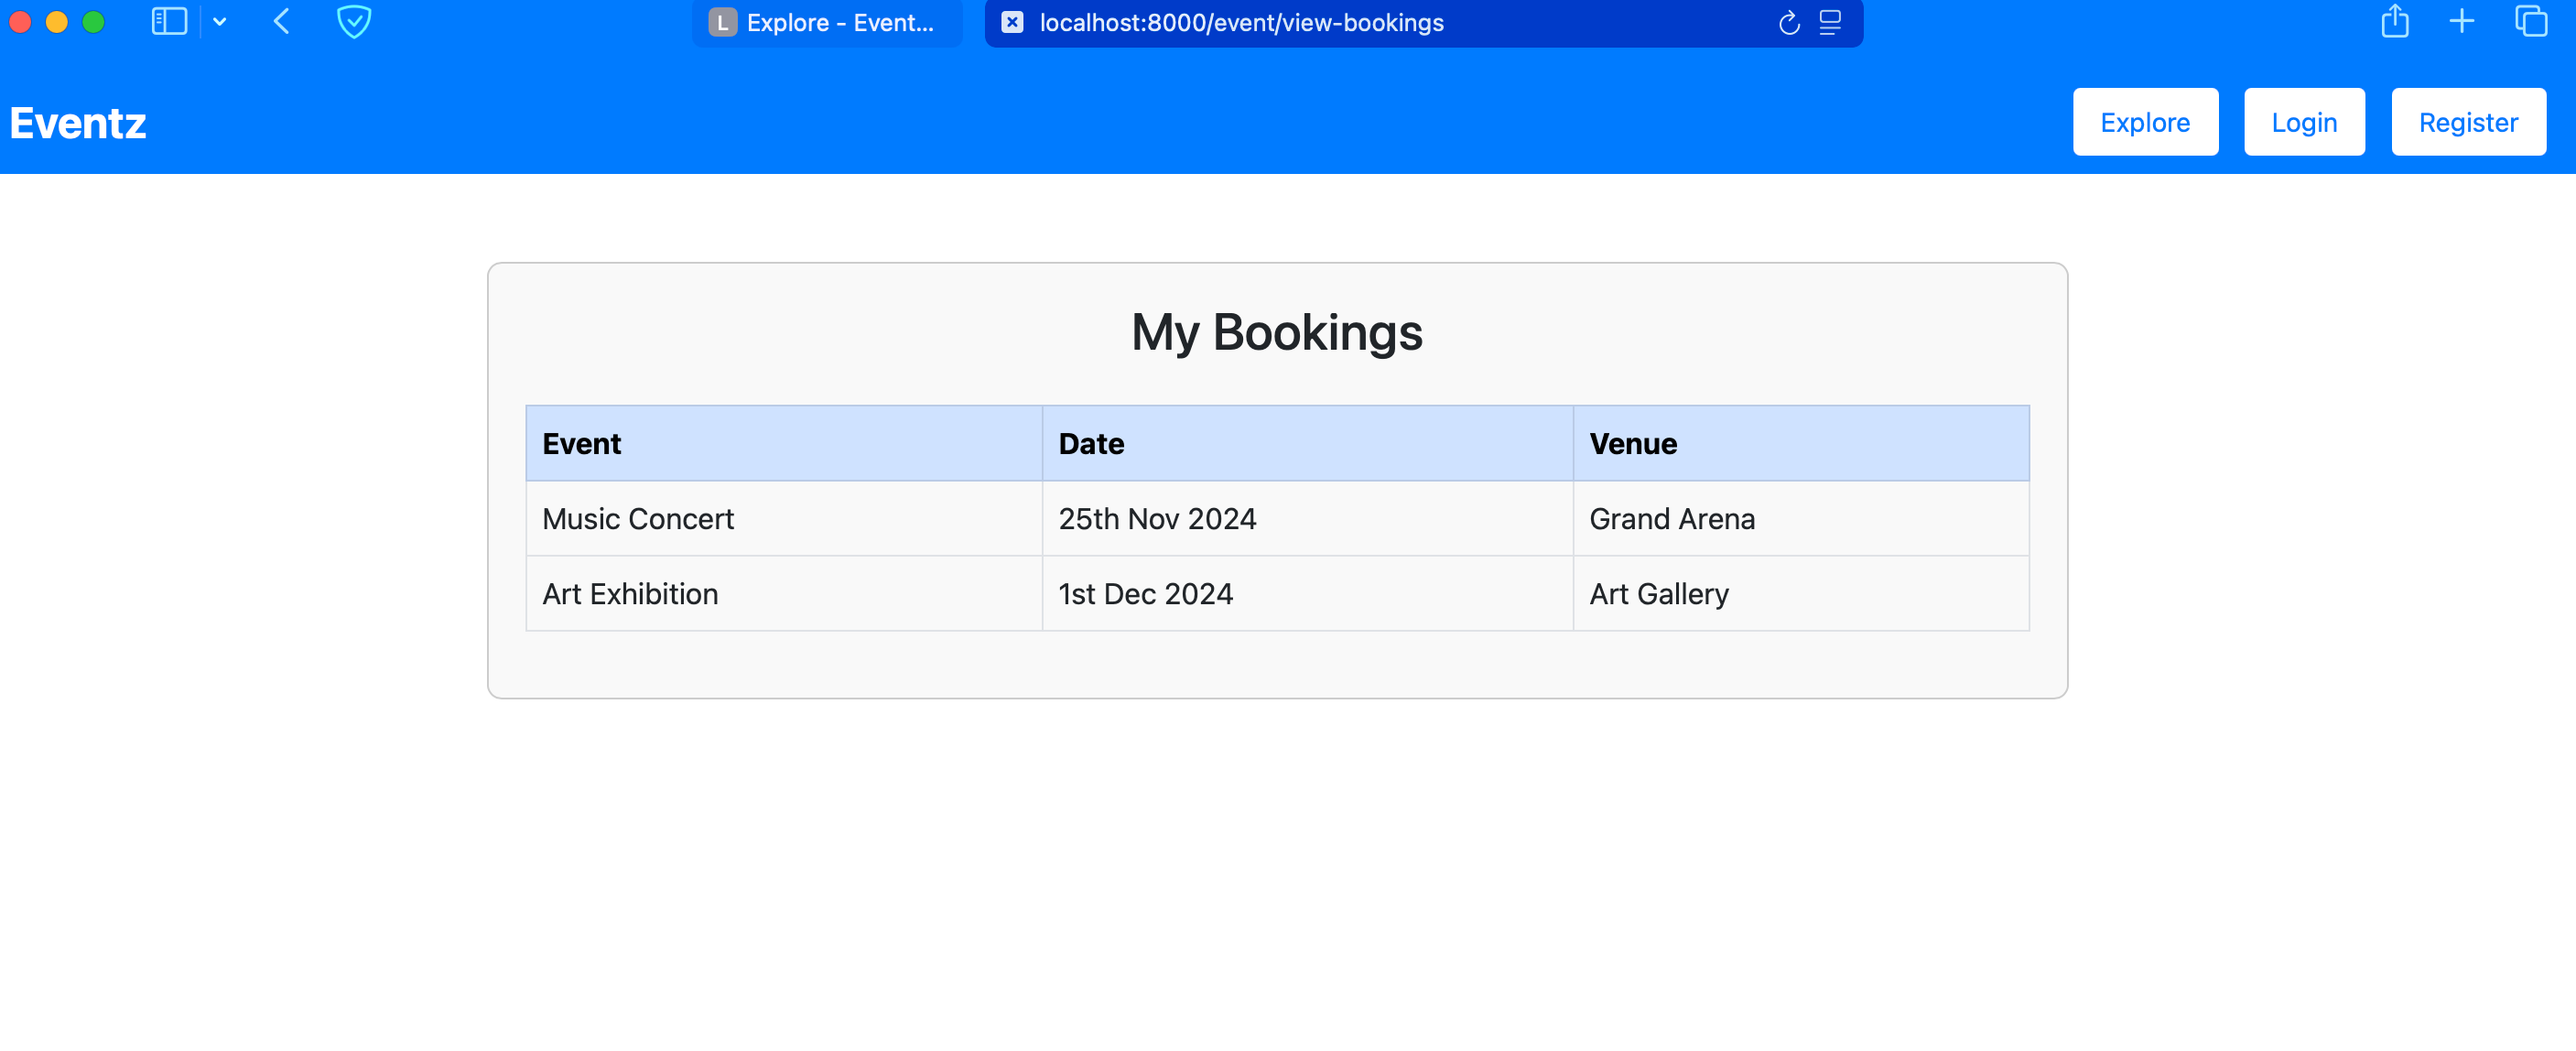 L Explore - Event... localhost:8000/event/view-bookings
Eventz Explore Login Register
My Bookings
Event Date Venue
Music Concert 25th Nov 2024 Grand Arena
Art Exhibition 1st Dec 2024 Art Gallery